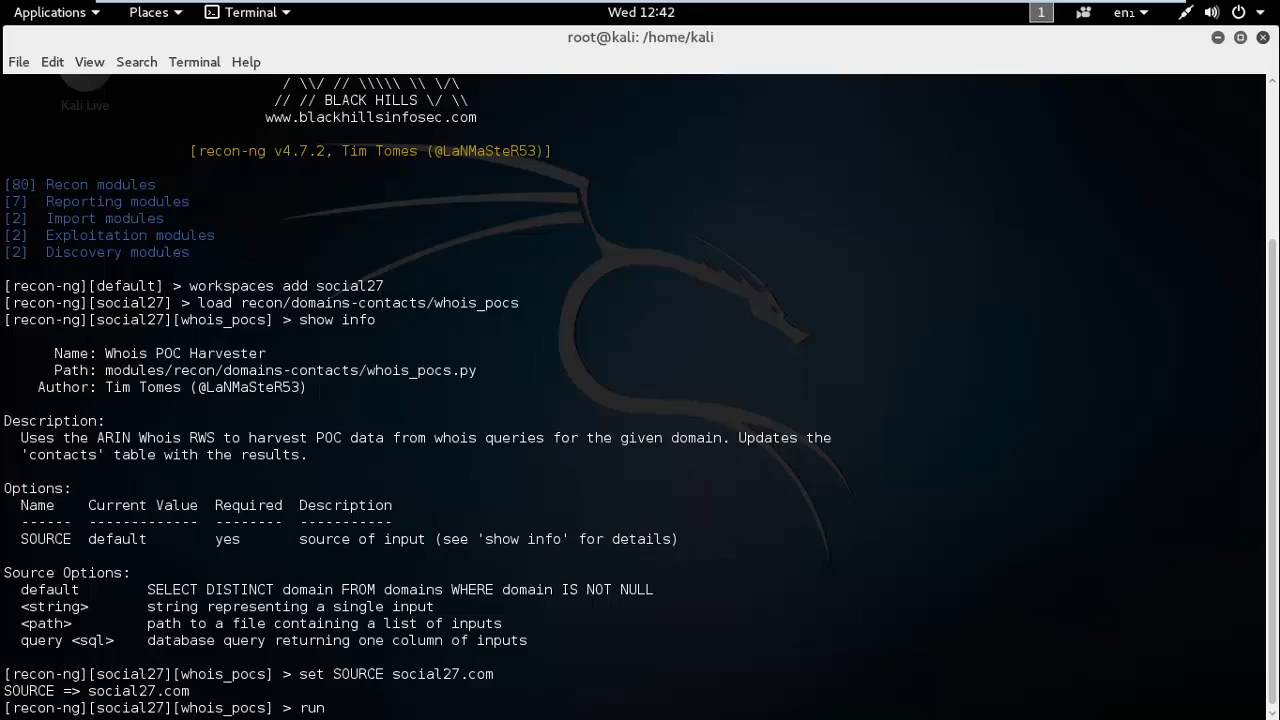 Applications Places Terminal Wed 12:42 1 en₁
root@kali: /home/kali
File Edit View Search Terminal Help
Kali Live
/ \\/ // \\\\\ \\ \/\
// // BLACK HILLS \/ \\
www.blackhillsinfosec.com
[recon-ng v4.7.2, Tim Tomes (@LaNMaSteR53)]
[80] Recon modules
[7]  Reporting modules
[2]  Import modules
[2]  Exploitation modules
[2]  Discovery modules
[recon-ng][default] > workspaces add social27
[recon-ng][social27] > load recon/domains-contacts/whois_pocs
[recon-ng][social27][whois_pocs] > show info
Name: Whois POC Harvester
Path: modules/recon/domains-contacts/whois_pocs.py
Author: Tim Tomes (@LaNMaSteR53)
Description:
Uses the ARIN Whois RWS to harvest POC data from whois queries for the given domain. Updates the
'contacts' table with the results.
Options:
Name    Current Value  Required  Description
------  -------------  --------  -----------
SOURCE  default        yes       source of input (see 'show info' for details)
Source Options:
default        SELECT DISTINCT domain FROM domains WHERE domain IS NOT NULL
<string>       string representing a single input
<path>         path to a file containing a list of inputs
query <sql>    database query returning one column of inputs
[recon-ng][social27][whois_pocs] > set SOURCE social27.com
SOURCE => social27.com
[recon-ng][social27][whois_pocs] > run